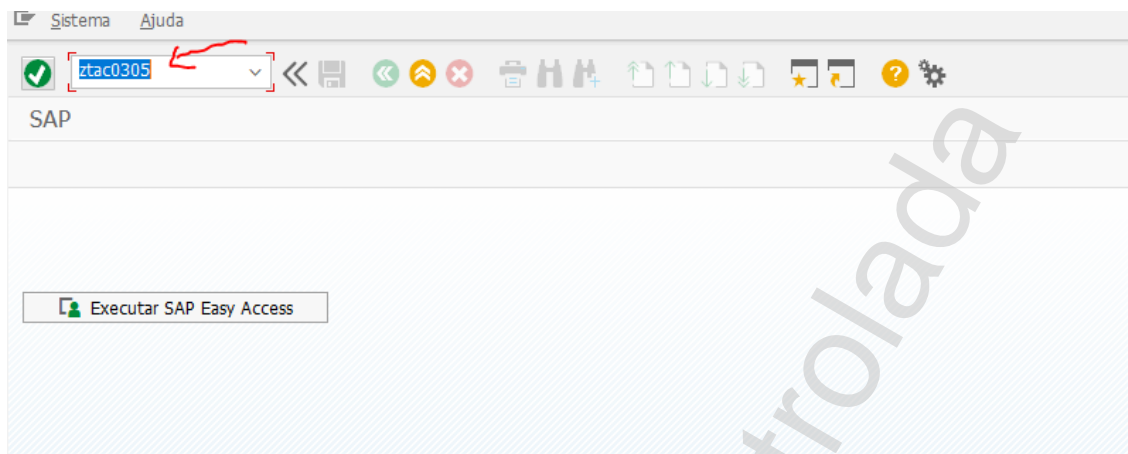 Sistema Ajuda
ztac0305
SAP
Executar SAP Easy Access
trolada